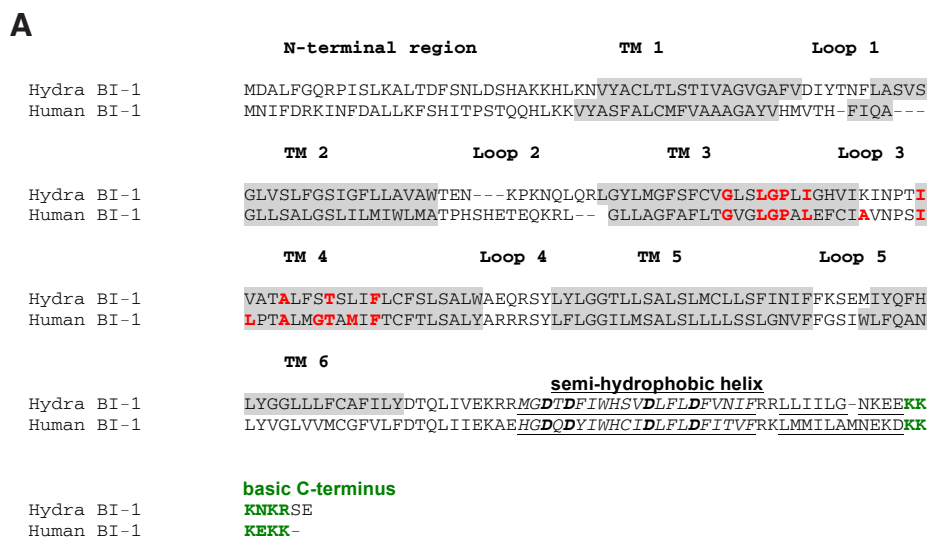 A
N-terminal region TM 1 Loop 1
Hydra BI-1 MDALFGQRPISLKALTDFSNLDSHAKKHLKNVYACLTLSTIVAGVGAFVDIYTNFLASVS
Human BI-1 MNIFDRKINFDALLKFSHITPSTQQHLKKVYASFALCMFVAAAGAYVHMVTH-FIQA---
TM 2 Loop 2 TM 3 Loop 3
Hydra BI-1 GLVSLFGSIGFLLAVAWTEN---KPKNQLQRLGYLMGFSFCVGLSLGPLIGHVIKINPTI
Human BI-1 GLLSALGSLILMIWLMATPHSHETEQKRL-- GLLAGFAFLTGVGLGPALEFCIAVNPSI
TM 4 Loop 4 TM 5 Loop 5
Hydra BI-1 VATALFSTSLIFLCFSLSALWAEQRSYLYLGGTLLSALSLMCLLSFINIFFKSEMIYQFH
Human BI-1 LPTALMGTAMIFTCFTLSALYARRRSYLFLGGILMSALSLLLLSSLGNVFFGSIWLFQAN
TM 6
semi-hydrophobic helix
Hydra BI-1 LYGGLLLFCAFILYDTQLIVEKRRMGDTDFIWHSVDLFLDFVNIFRRLLIILG-NKEEKK
Human BI-1 LYVGLVVMCGFVLFDTQLIIEKAEHGDQDYIWHCIDLFLDFITVFRKLMMILAMNEKDKK
basic C-terminus
Hydra BI-1 KNKRSE
Human BI-1 KEKK-